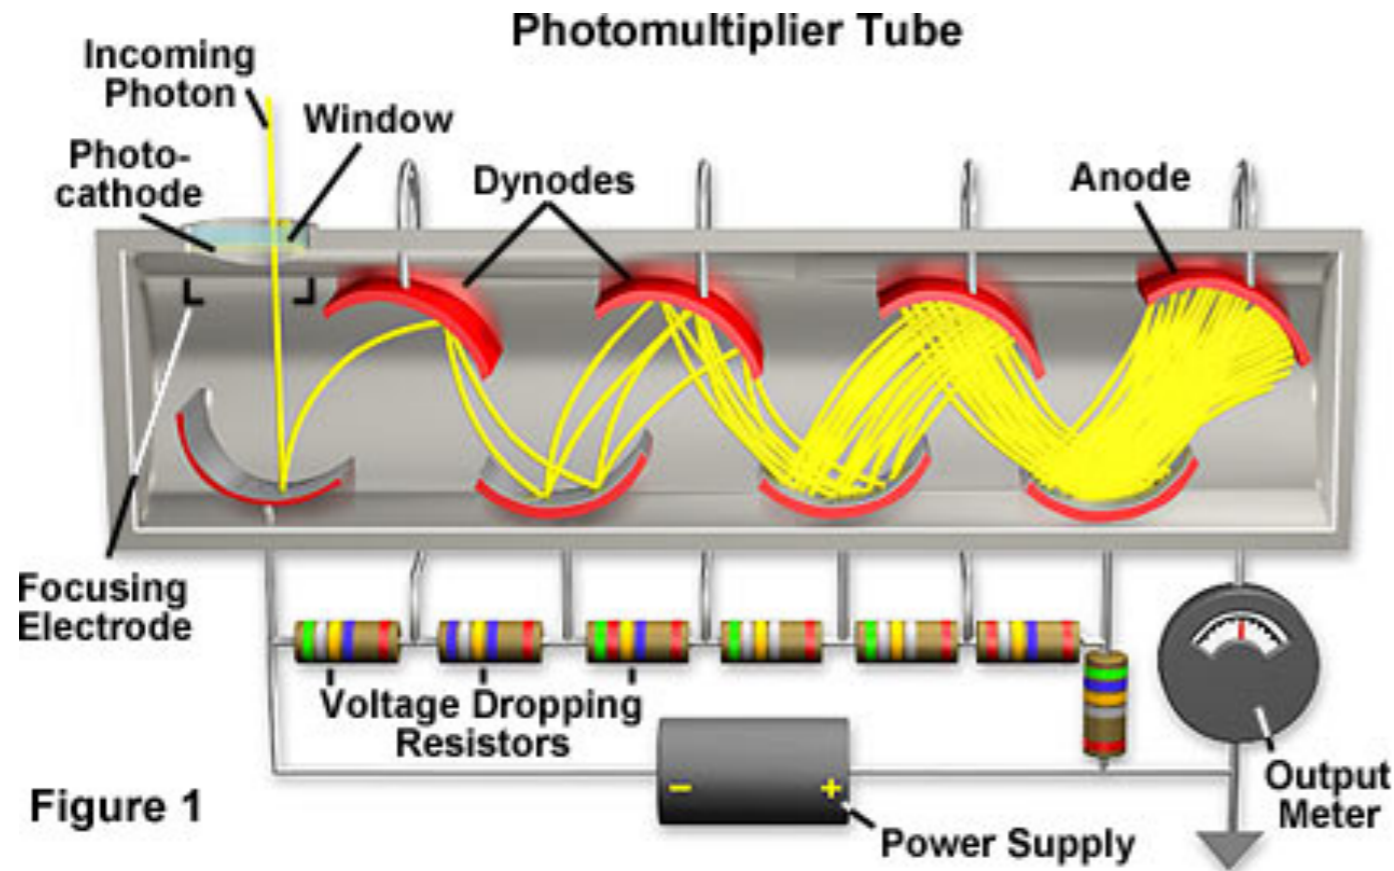 Photomultiplier Tube
Incoming
Photon
Window
Photo-
cathode
Dynodes
Anode
Focusing
Electrode
Voltage Dropping
Resistors
− +
Figure 1
Power Supply
Output
Meter